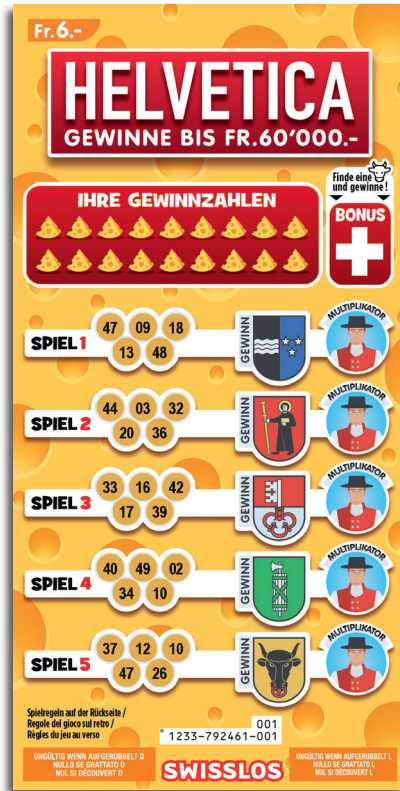 Fr. 6.-
HELVETICA
GEWINNE BIS FR.60'000.-
Finde eine
und gewinne!
IHRE GEWINNZAHLEN
BONUS
SPIEL 1
47 09 18
13 48
GEWINN
MULTIPLIKATOR
SPIEL 2
44 03 32
20 36
GEWINN
MULTIPLIKATOR
SPIEL 3
33 16 42
17 39
GEWINN
MULTIPLIKATOR
SPIEL 4
40 49 02
34 10
GEWINN
MULTIPLIKATOR
SPIEL 5
37 12 10
47 26
GEWINN
MULTIPLIKATOR
Spielregeln auf der Rückseite /
Regole del gioco sul retro /
Règles du jeu au verso
001
1233-792461-001
UNGÜLTIG WENN AUFGERUBBELT D
NULLO SE GRATTATO D
NUL SI DÉCOUVERT D
SWISSLOS
UNGÜLTIG WENN AUFGERUBBELT L
NULLO SE GRATTATO L
NUL SI DÉCOUVERT L